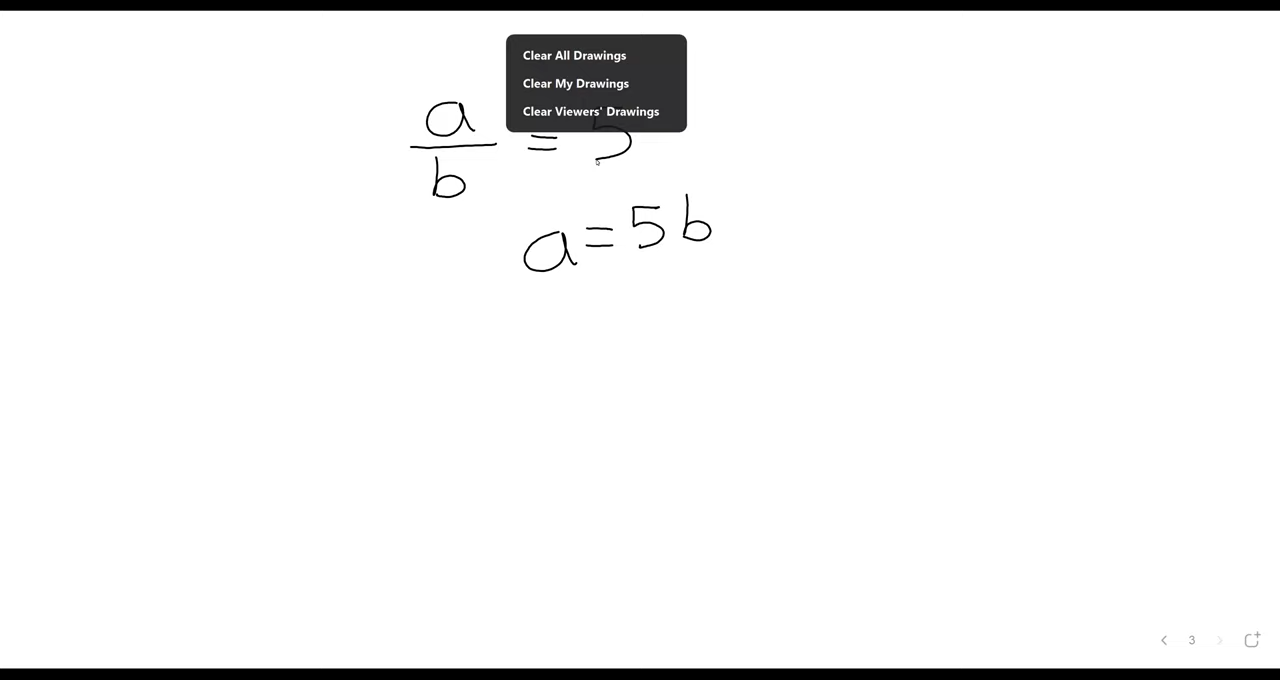 Clear All Drawings
Clear My Drawings
Clear Viewers' Drawings
a/b = 5
a = 5b
3